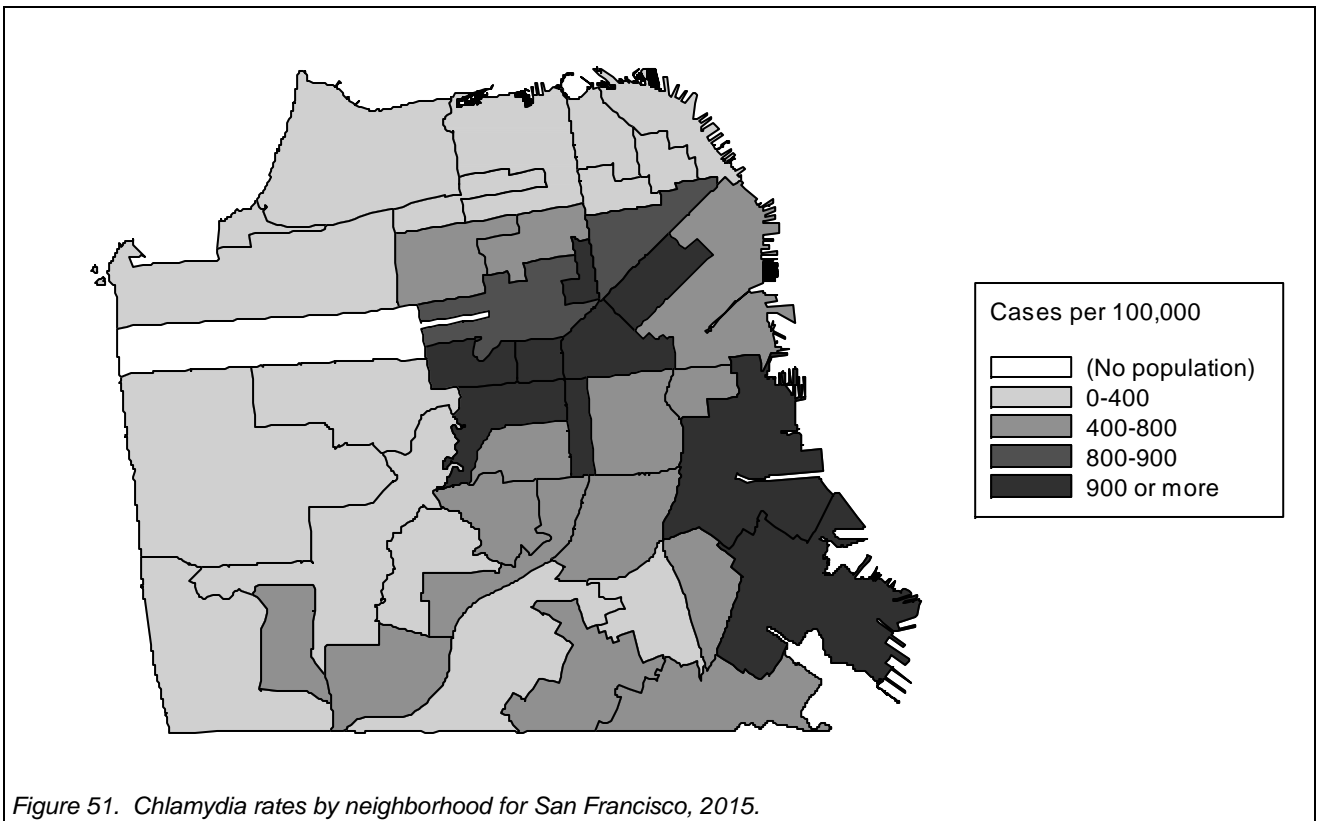 Cases per 100,000
(No population)
0-400
400-800
800-900
900 or more
Figure 51. Chlamydia rates by neighborhood for San Francisco, 2015.